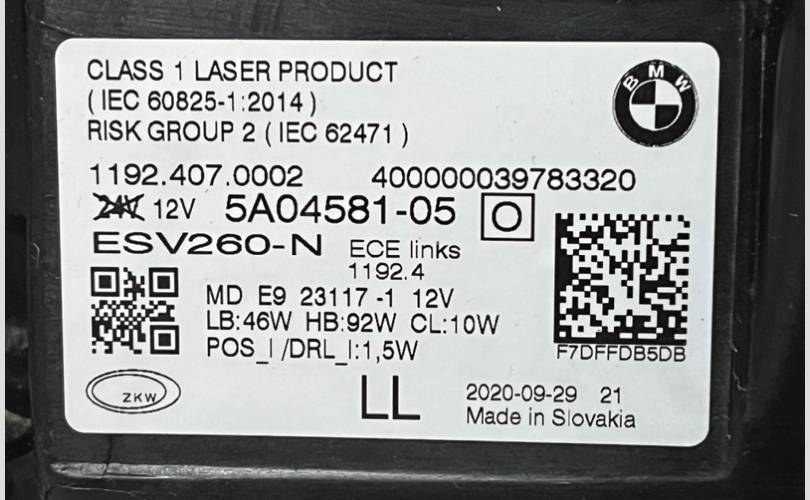 CLASS 1 LASER PRODUCT
( IEC 60825-1:2014 )
RISK GROUP 2 ( IEC 62471 )
BMW
1192.407.0002 400000039783320
24V 12V 5A04581-05 O
ESV260-N ECE links
1192.4
MD E9 23117 -1 12V
LB:46W HB:92W CL:10W
POS_I /DRL_I:1,5W
F7DFFDB5DB
ZKW
LL
2020-09-29 21
Made in Slovakia